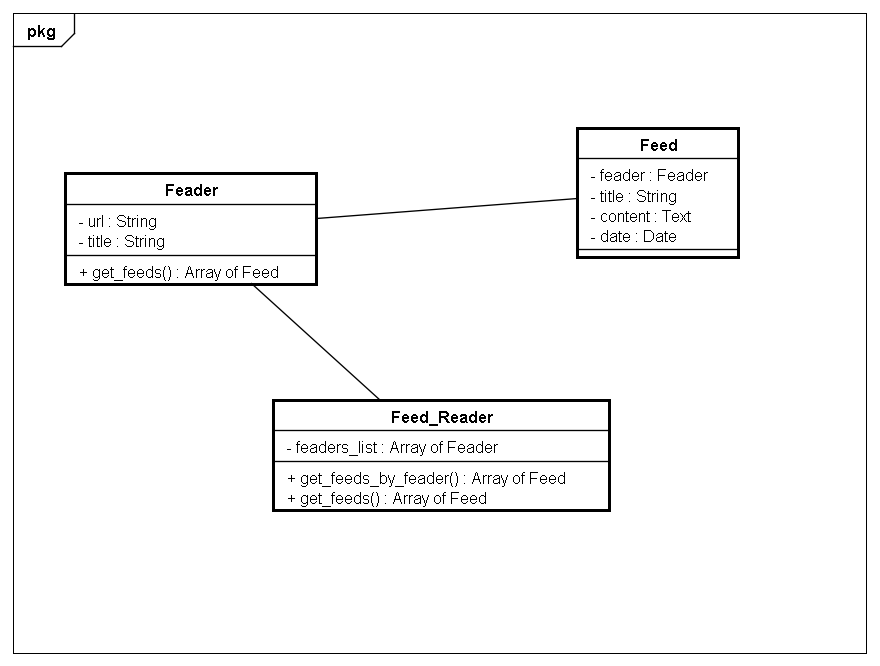 pkg
Feader
- url : String
- title : String
+ get_feeds() : Array of Feed
Feed
- feader : Feader
- title : String
- content : Text
- date : Date
Feed_Reader
- feaders_list : Array of Feader
+ get_feeds_by_feader() : Array of Feed
+ get_feeds() : Array of Feed